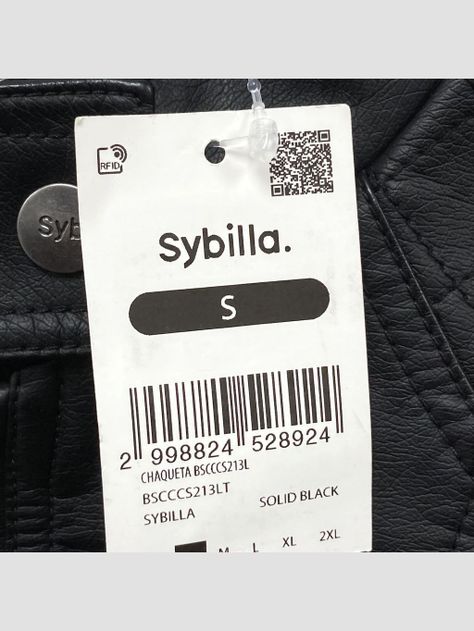 RFID
Syb
Sybilla.
S
2 998824 528924
CHAQUETA BSCCCS213L
BSCCCS213LT
SOLID BLACK
SYBILLA
M L XL 2XL